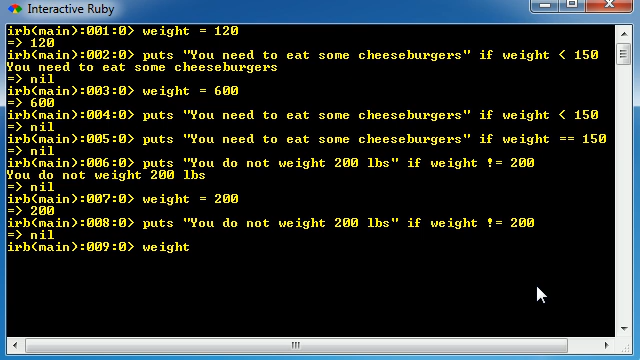 Interactive Ruby
irb(main):001:0> weight = 120
=> 120
irb(main):002:0> puts "You need to eat some cheeseburgers" if weight < 150
You need to eat some cheeseburgers
=> nil
irb(main):003:0> weight = 600
=> 600
irb(main):004:0> puts "You need to eat some cheeseburgers" if weight < 150
=> nil
irb(main):005:0> puts "You need to eat some cheeseburgers" if weight == 150
=> nil
irb(main):006:0> puts "You do not weight 200 lbs" if weight != 200
You do not weight 200 lbs
=> nil
irb(main):007:0> weight = 200
=> 200
irb(main):008:0> puts "You do not weight 200 lbs" if weight != 200
=> nil
irb(main):009:0> weight